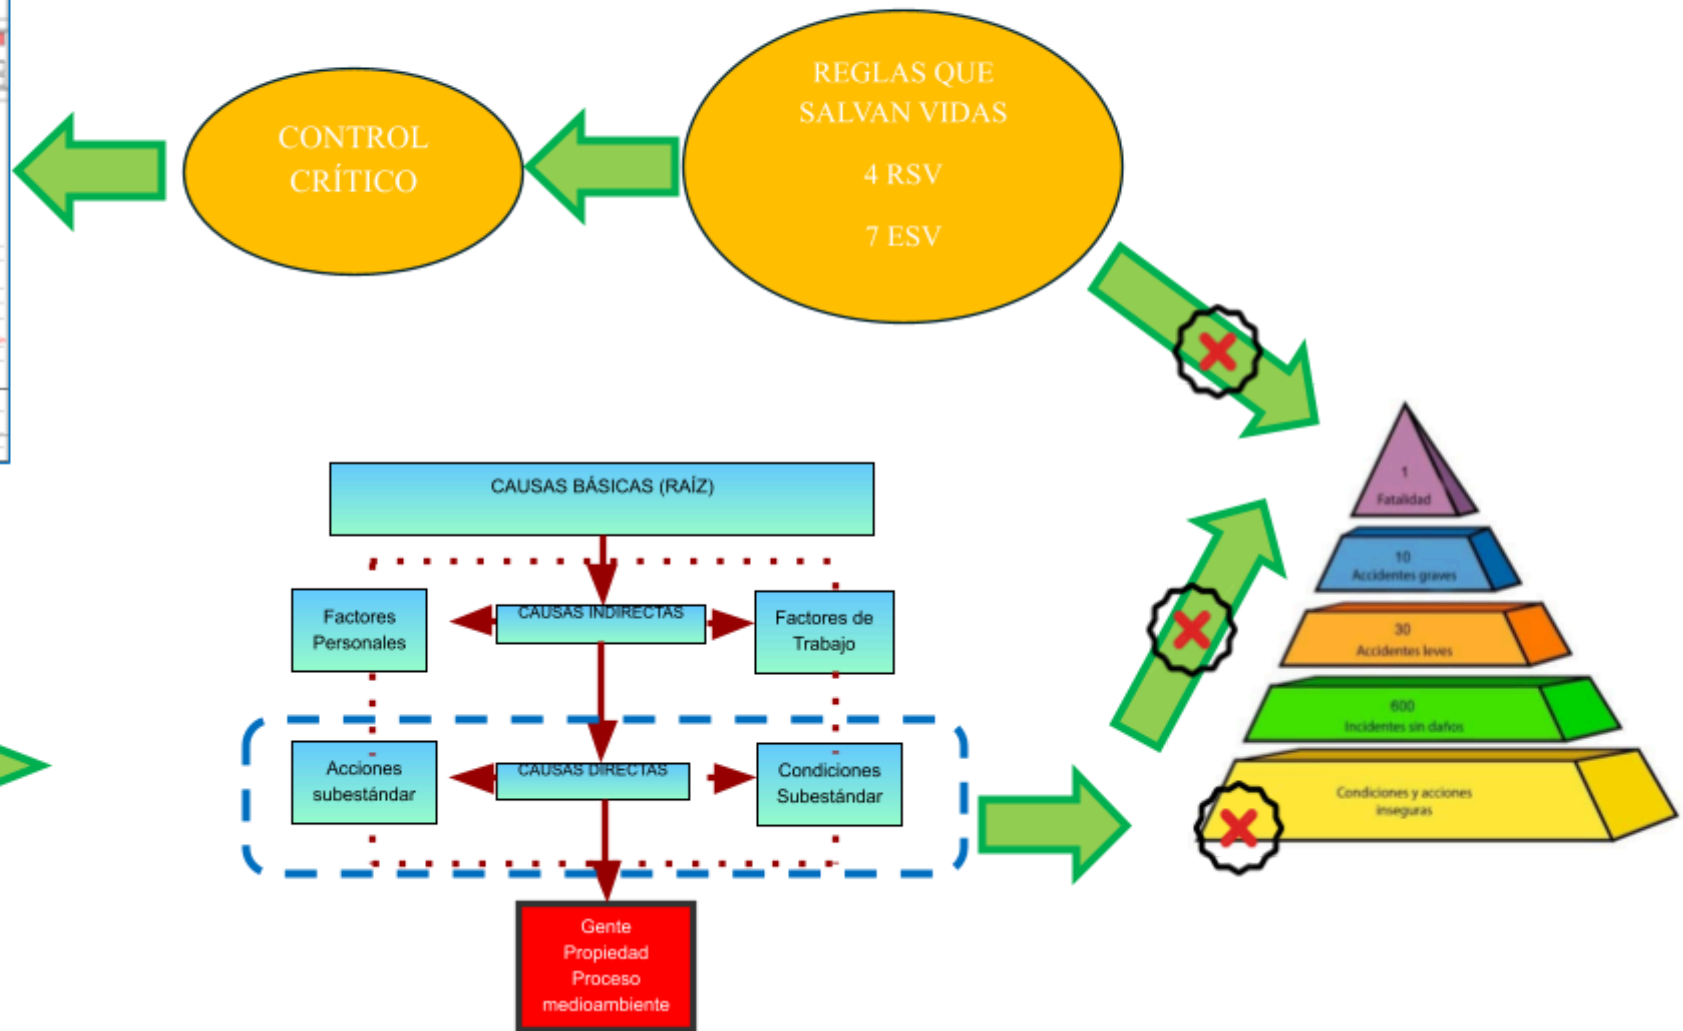 REGLAS QUE
SALVAN VIDAS
4 RSV
7 ESV
CONTROL
CRÍTICO
CAUSAS BÁSICAS (RAÍZ)
CAUSAS INDIRECTAS
Factores
Personales
Factores de
Trabajo
CAUSAS DIRECTAS
Acciones
subestándar
Condiciones
Subestándar
Gente
Propiedad
Proceso
medioambiente
1
Fatalidad
10
Accidentes graves
30
Accidentes leves
600
Incidentes sin daños
Condiciones y acciones
inseguras